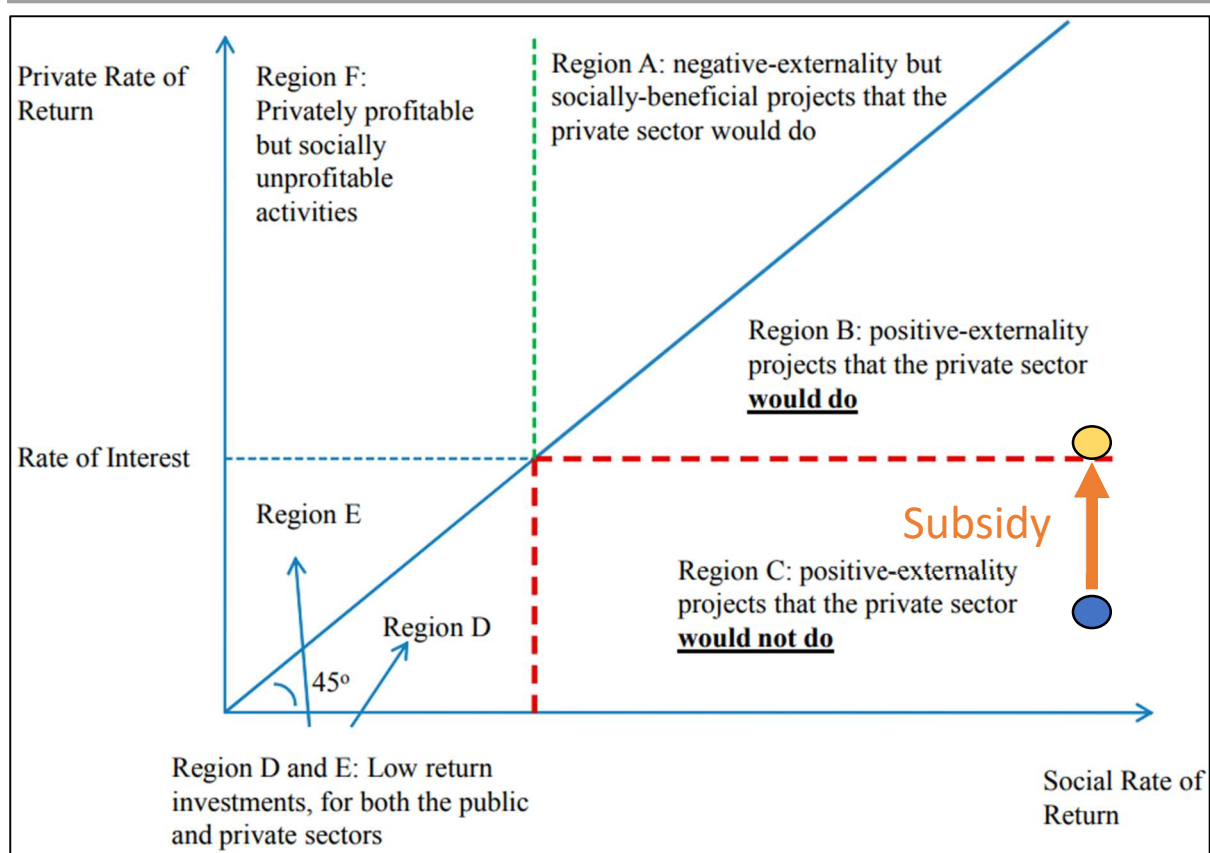 Private Rate of
Return
Region F:
Privately profitable
but socially
unprofitable
activities
Region A: negative-externality but
socially-beneficial projects that the
private sector would do
Region B: positive-externality
projects that the private sector
would do
Rate of Interest
Region E
Subsidy
Region C: positive-externality
projects that the private sector
would not do
Region D
45º
Region D and E: Low return
investments, for both the public
and private sectors
Social Rate of
Return